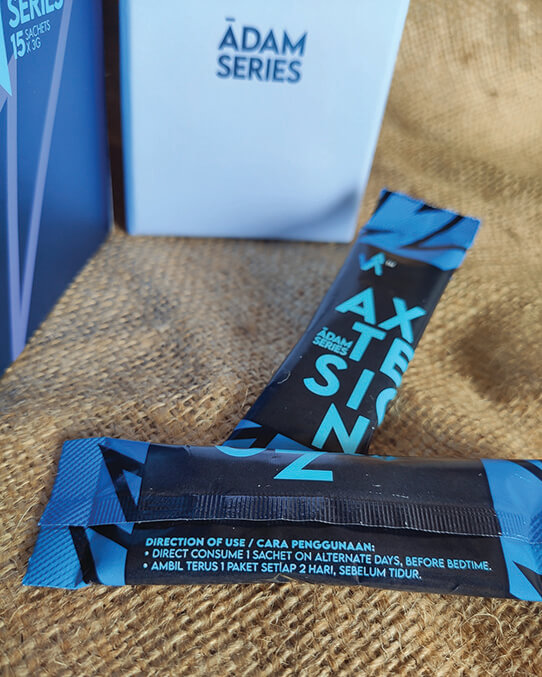 SERIES
15 SACHETS
X 3G
ĀDAM
SERIES
ĀDAM
SERIES
DIRECTION OF USE / CARA PENGGUNAAN:
• DIRECT CONSUME 1 SACHET ON ALTERNATE DAYS, BEFORE BEDTIME.
• AMBIL TERUS 1 PAKET SETIAP 2 HARI, SEBELUM TIDUR.